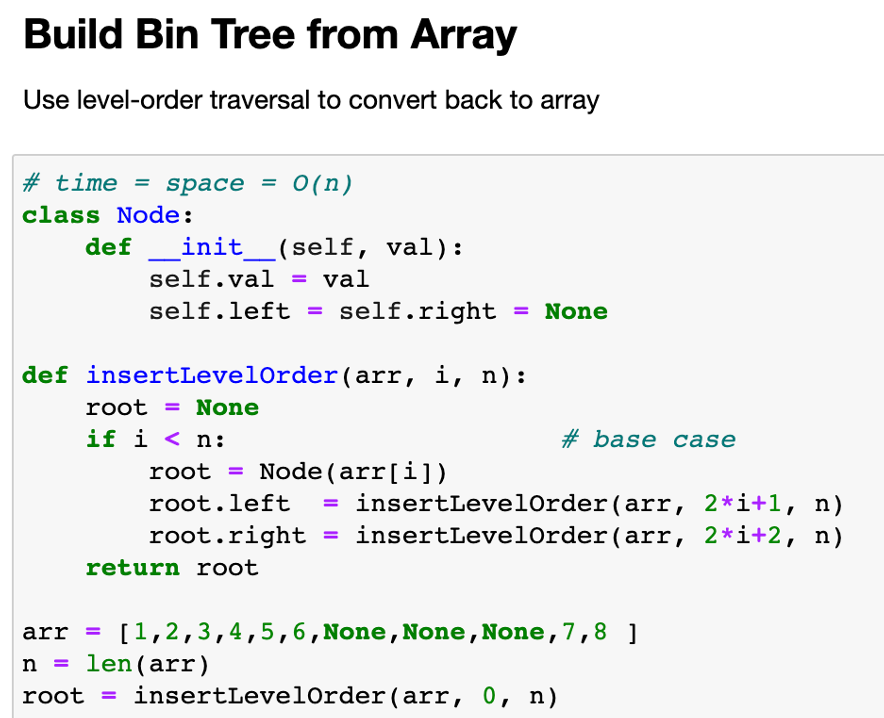 Build Bin Tree from Array
Use level-order traversal to convert back to array
# time = space = O(n)
class Node:
    def __init__(self, val):
        self.val = val
        self.left = self.right = None

def insertLevelOrder(arr, i, n):
    root = None
    if i < n:                     # base case
        root = Node(arr[i])
        root.left  = insertLevelOrder(arr, 2*i+1, n)
        root.right = insertLevelOrder(arr, 2*i+2, n)
    return root

arr = [1,2,3,4,5,6,None,None,None,7,8 ]
n = len(arr)
root = insertLevelOrder(arr, 0, n)